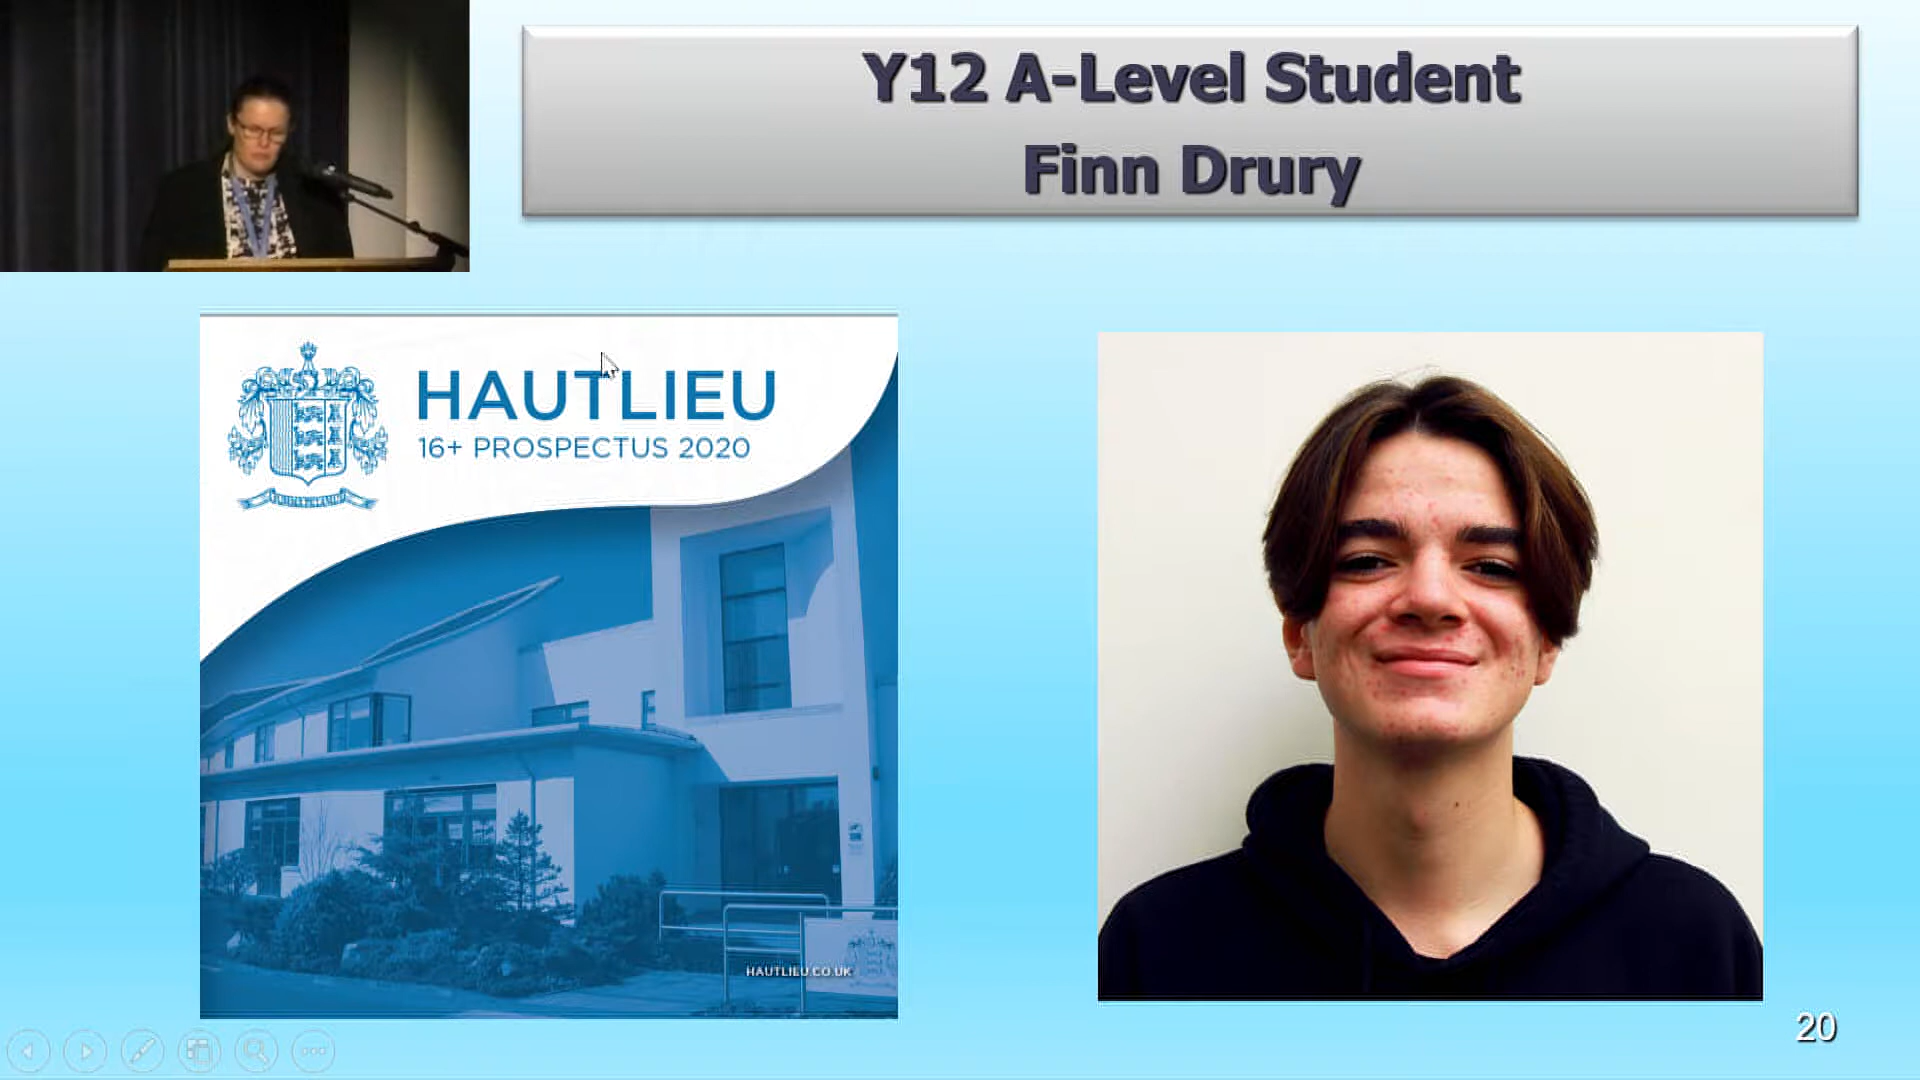 Y12 A-Level Student
Finn Drury
HAUTLIEU
16+ PROSPECTUS 2020
HAUTLIEU.CO.UK
20